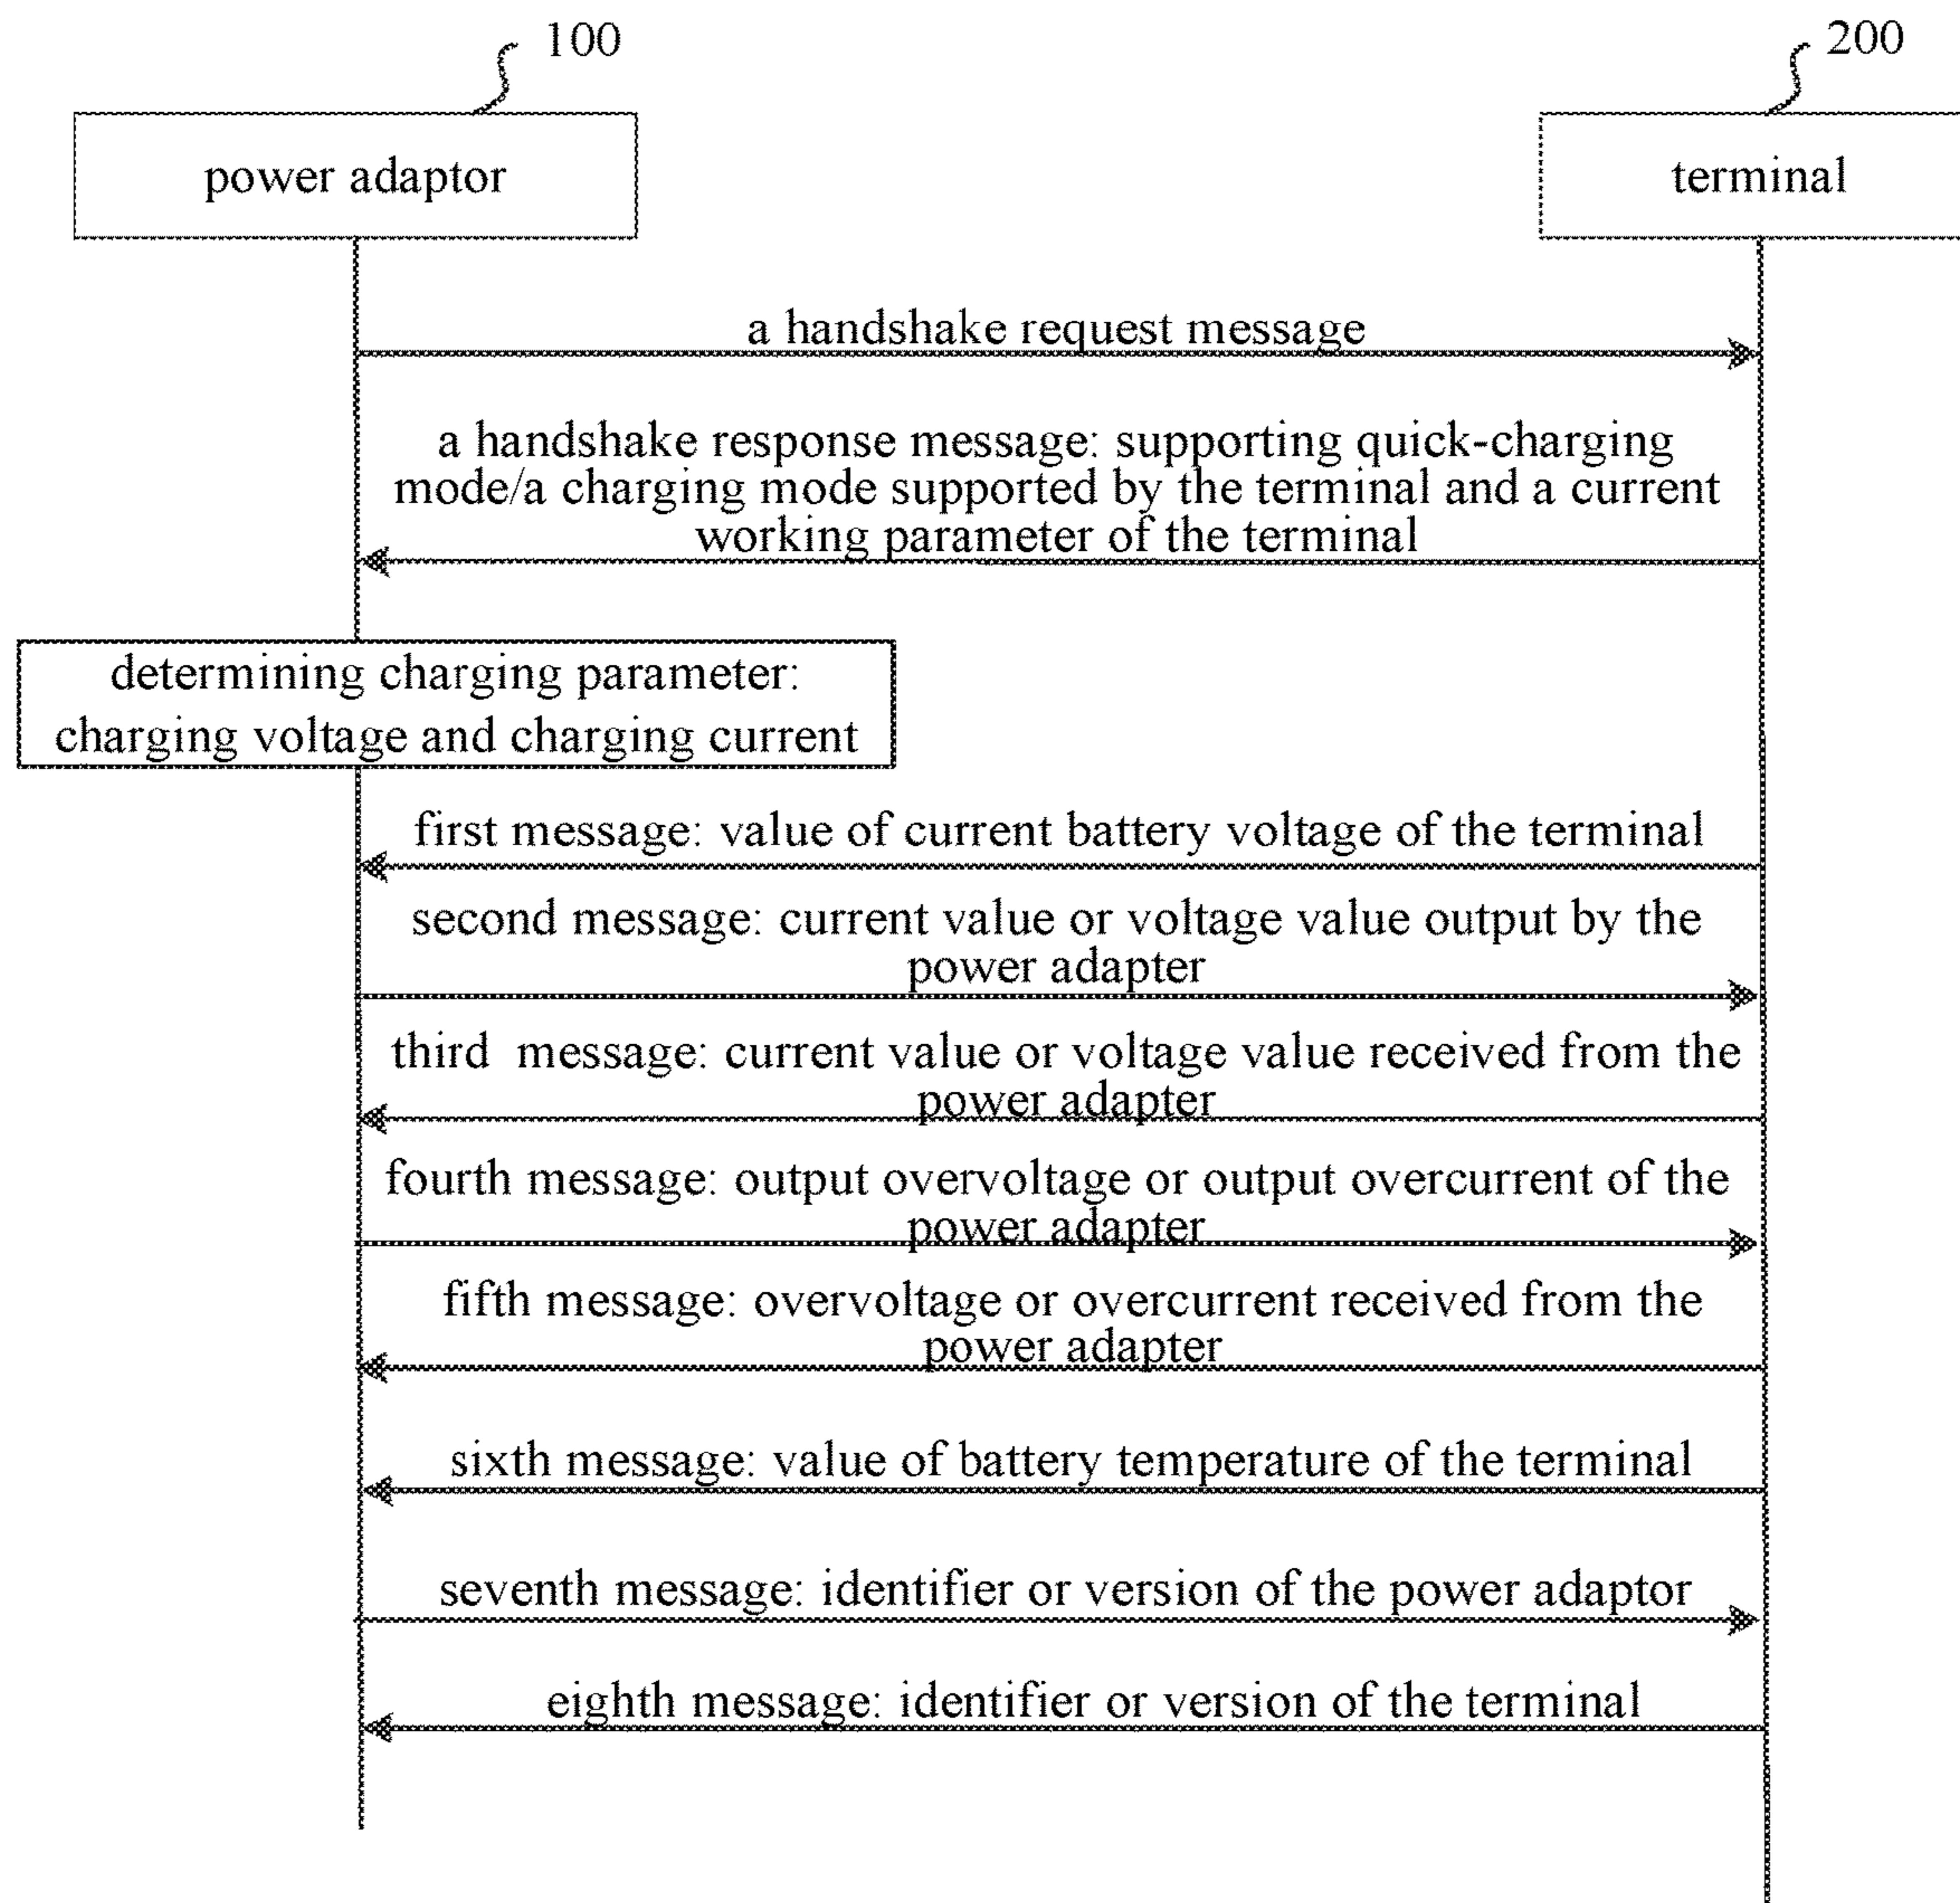 100
200
power adaptor
terminal
a handshake request message
a handshake response message: supporting quick-charging
mode/a charging mode supported by the terminal and a current
working parameter of the terminal
determining charging parameter:
charging voltage and charging current
first message: value of current battery voltage of the terminal
second message: current value or voltage value output by the
power adapter
third message: current value or voltage value received from the
power adapter
fourth message: output overvoltage or output overcurrent of the
power adapter
fifth message: overvoltage or overcurrent received from the
power adapter
sixth message: value of battery temperature of the terminal
seventh message: identifier or version of the power adaptor
eighth message: identifier or version of the terminal